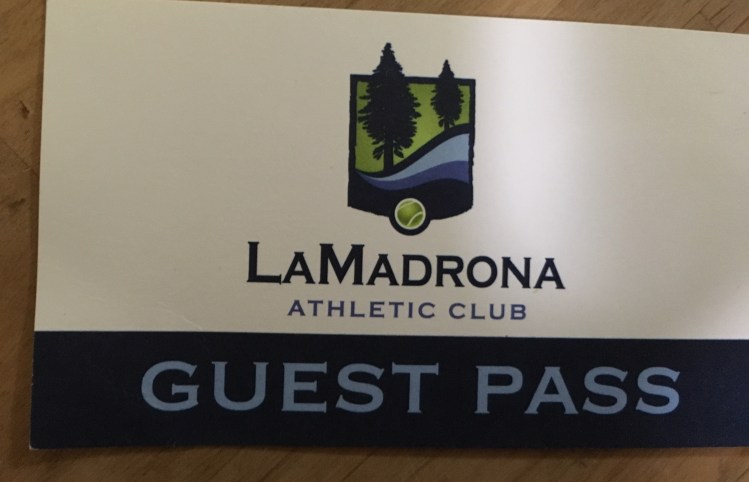 LAMADRONA
ATHLETIC CLUB
GUEST PASS